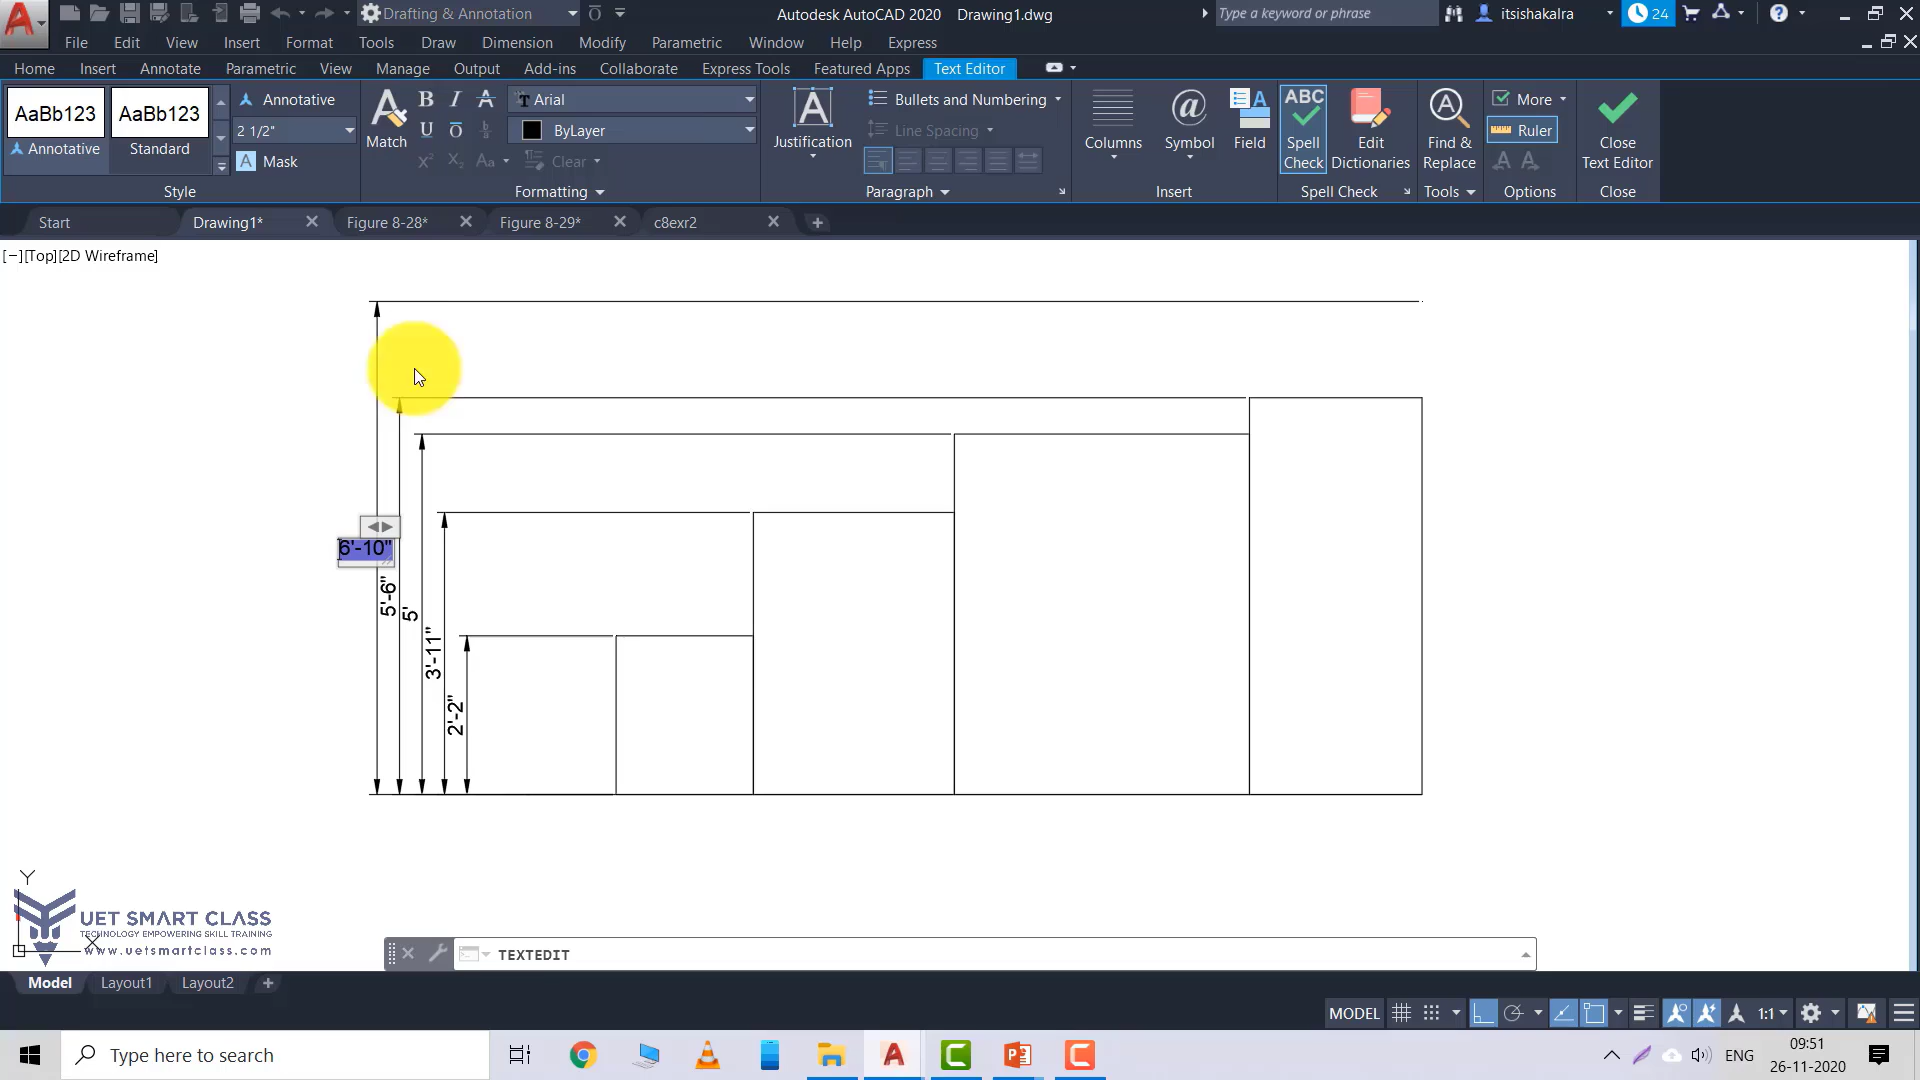 Drafting & Annotation
Autodesk AutoCAD 2020 Drawing1.dwg
Type a keyword or phrase
itsishakalra
24
File Edit View Insert Format Tools Draw Dimension Modify Parametric Window Help Express
Home Insert Annotate Parametric View Manage Output Add-ins Collaborate Express Tools Featured Apps Text Editor
AaBb123
Annotative
AaBb123
Standard
Annotative
2 1/2"
Mask
Style
Match
Arial
ByLayer
Clear
Formatting
Justification
Bullets and Numbering
Line Spacing
Paragraph
Columns
Symbol
Field
Insert
ABC
Spell
Check
Edit
Dictionaries
Spell Check
Find &
Replace
Tools
More
Ruler
Options
Close
Text Editor
Close
Start Drawing1* Figure 8-28* Figure 8-29* c8exr2
[−][Top][2D Wireframe]
6'-10"
5'-6"
5'
3'-11"
2'-2"
Y
X
UET SMART CLASS
TECHNOLOGY EMPOWERING SKILL TRAINING
www.uetsmartclass.com
TEXTEDIT
Model Layout1 Layout2
MODEL
1:1
Type here to search
ENG
09:51
26-11-2020